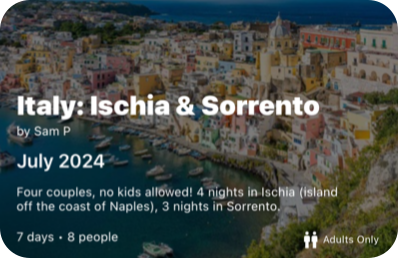 Italy: Ischia & Sorrento
by Sam P
July 2024
Four couples, no kids allowed! 4 nights in Ischia (island
off the coast of Naples), 3 nights in Sorrento.
7 days • 8 people
Adults Only